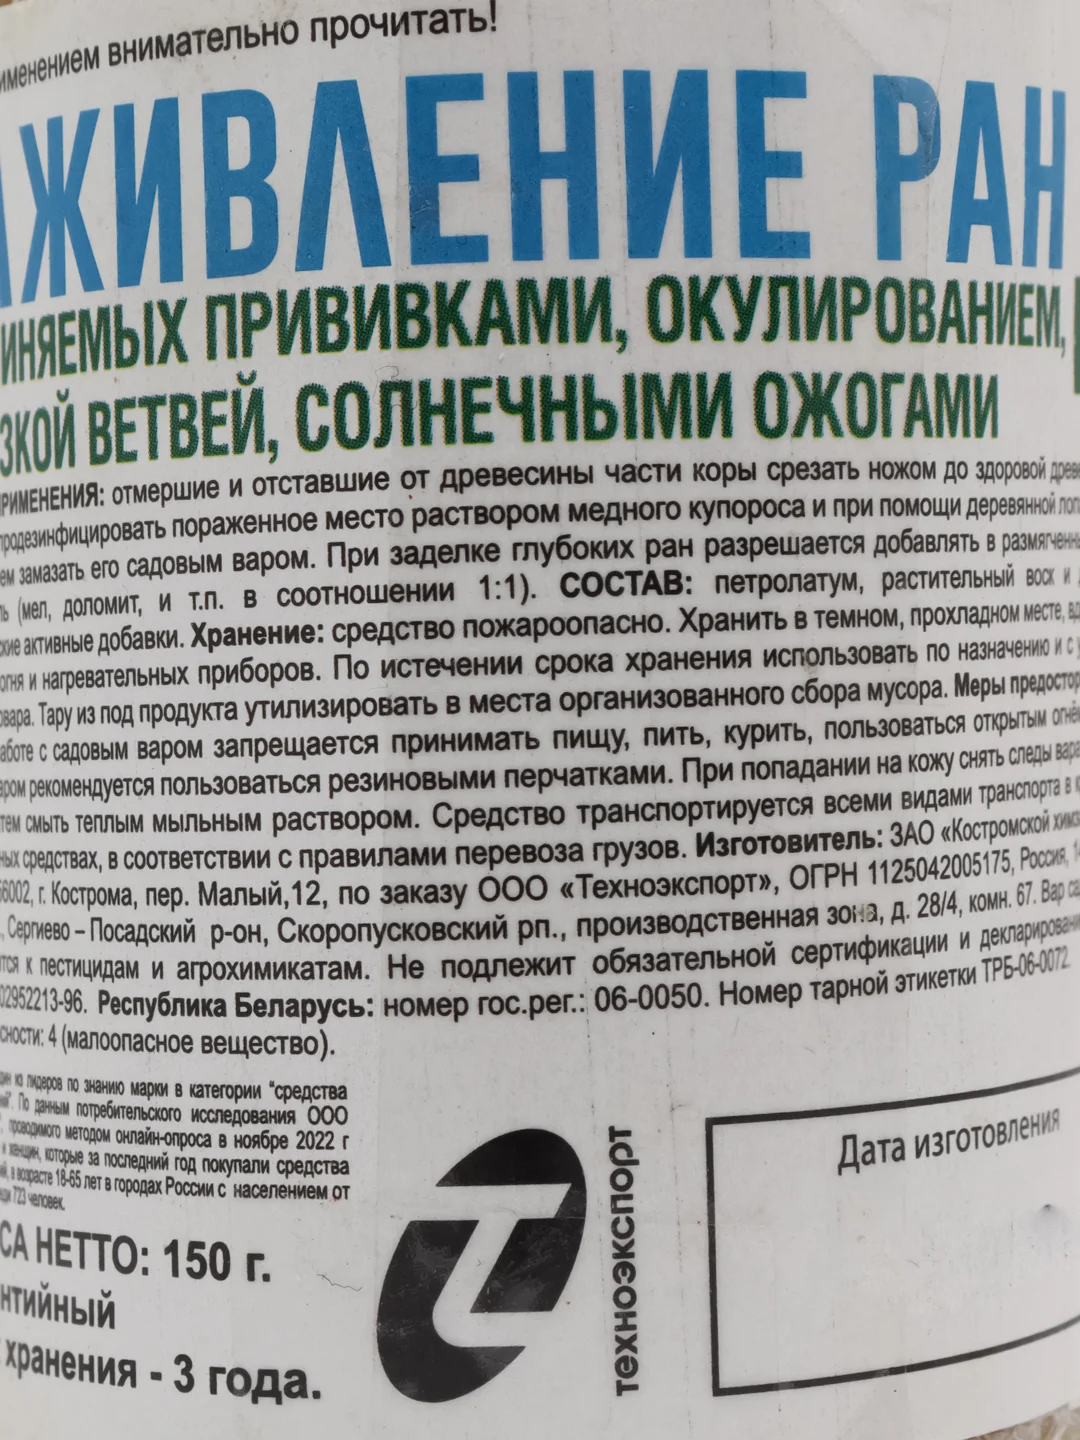 внимательно прочитать!
ЖИВЛЕНИЕ РАН
ИНЯЕМЫХ ПРИВИВКАМИ, ОКУЛИРОВАНИЕМ,
ЗКОЙ ВЕТВЕЙ, СОЛНЕЧНЫМИ ОЖОГАМИ
РИМЕНЕНИЯ: отмершие и отставшие от древесины части коры срезать ножом до здоровой
продезинфицировать пораженное место раствором медного купороса и при помощи деревянной
ем замазать его садовым варом. При заделке глубоких ран разрешается добавлять в
(мел, доломит, и т.п. в соотношении 1:1). СОСТАВ: петролатум, растительный воск и
кие активные добавки. Хранение: средство пожароопасно. Хранить в темном, прохладном месте,
огня и нагревательных приборов. По истечении срока хранения использовать по назначению и с
овара. Тару из под продукта утилизировать в места организованного сбора мусора. Меры
аботе с садовым варом запрещается принимать пищу, пить, курить, пользоваться открытым
ром рекомендуется пользоваться резиновыми перчатками. При попадании на кожу снять следы
тем смыть теплым мыльным раствором. Средство транспортируется всеми видами транспорта в
ных средствах, в соответствии с правилами перевоза грузов. Изготовитель: ЗАО «Костромской
6002, г. Кострома, пер. Малый,12, по заказу ООО «Техноэкспорт», ОГРН 1125042005175, Россия,
Сергиево – Посадский р-он, Скоропусковский рп., производственная зона, д. 28/4, комн. 67. Вар
тся к пестицидам и агрохимикатам. Не подлежит обязательной сертификации и
02952213-96. Республика Беларусь: номер гос.рег.: 06-0050. Номер тарной этикетки ТРБ-06-0072
сности: 4 (малоопасное вещество).
из лидеров по знанию марки в категории "средства
По данным потребительского исследования ООО
проводимого методом онлайн-опроса в ноябре 2022 г
и женщин, которые за последний год покупали средства
в возрасте 18-65 лет в городах России с населением от
723 человек.
СА НЕТТО: 150 г.
нтийный
хранения - 3 года.
техноэкспорт
Дата изготовления